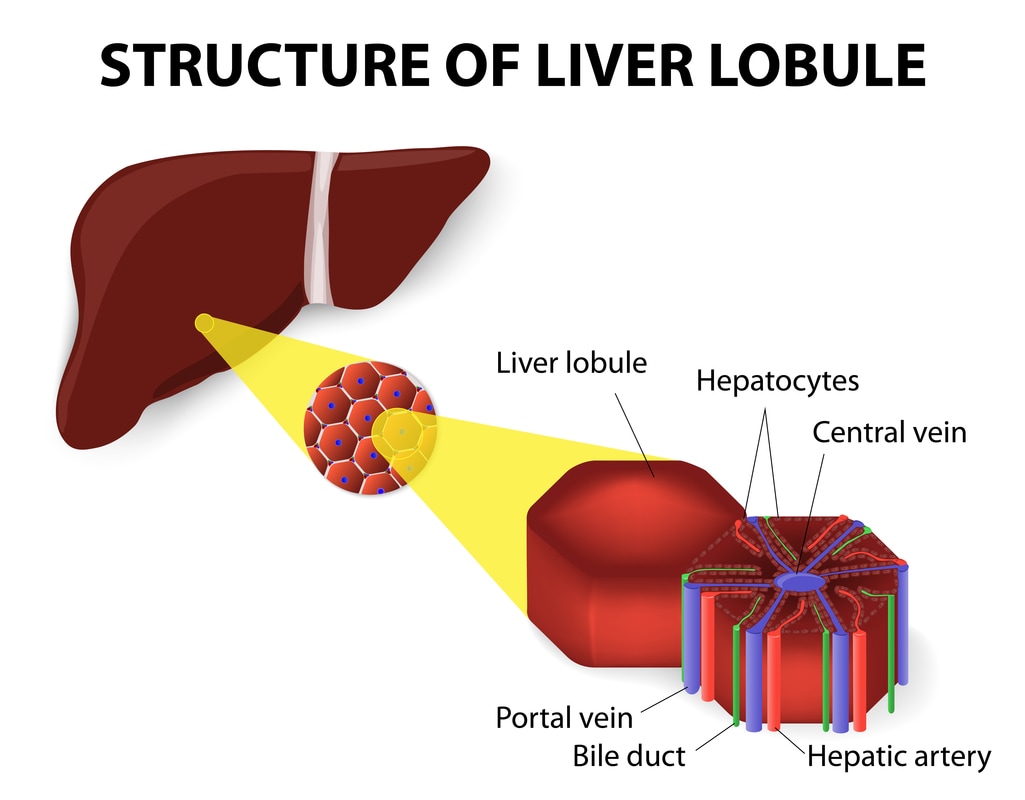 STRUCTURE OF LIVER LOBULE
Liver lobule
Hepatocytes
Central vein
Portal vein
Bile duct
Hepatic artery